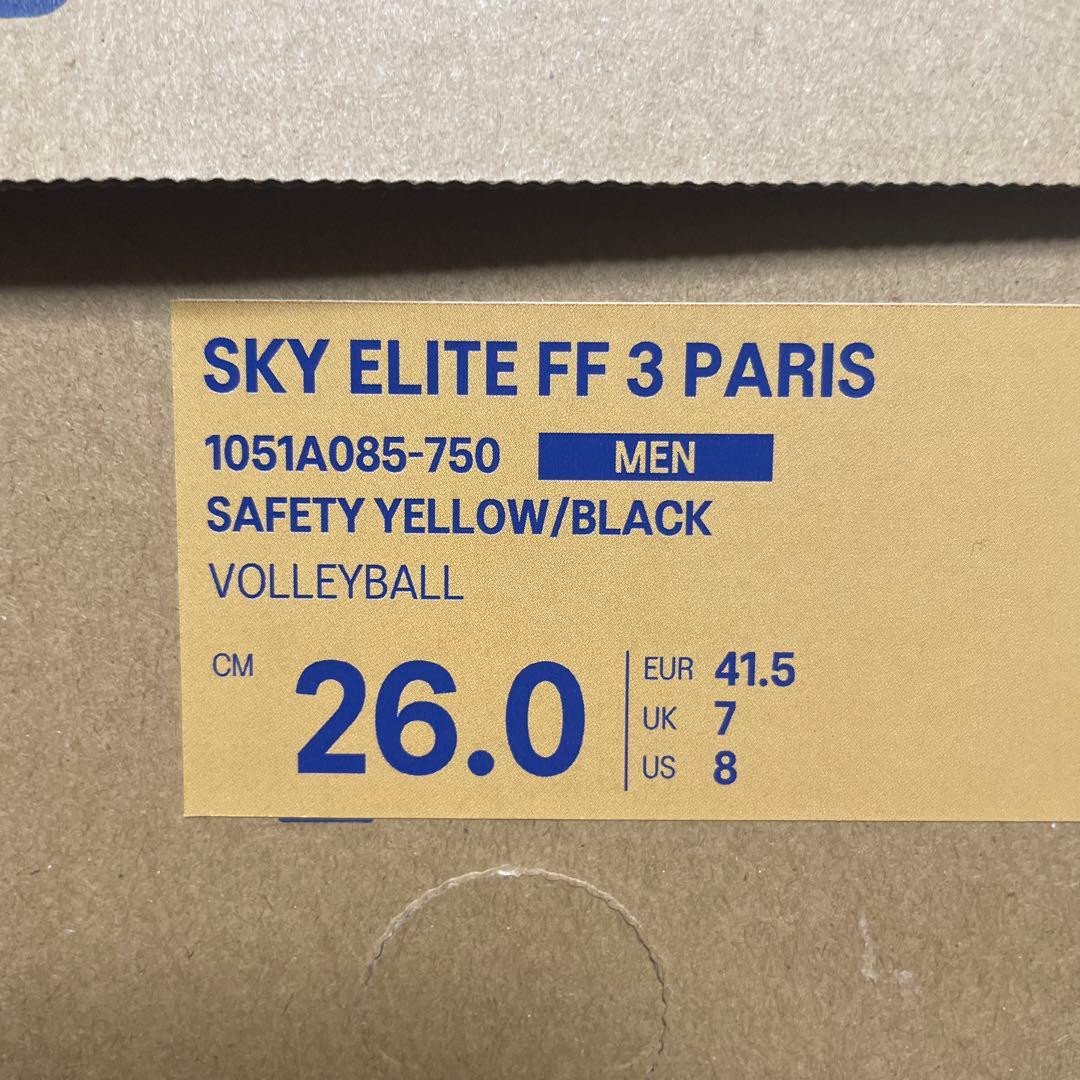 SKY ELITE FF 3 PARIS
1051A085-750 MEN
SAFETY YELLOW/BLACK
VOLLEYBALL
CM 26.0
EUR 41.5
UK 7
US 8